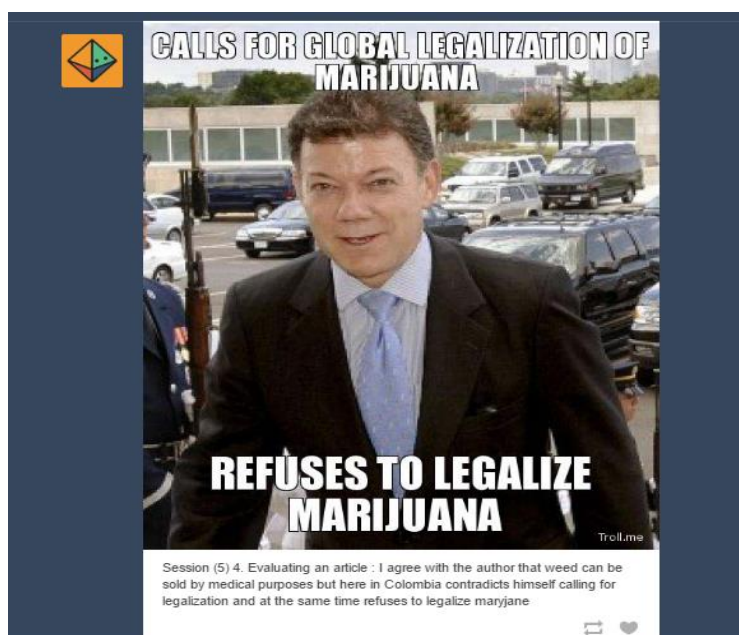 CALLS FOR GLOBAL LEGALIZATION OF
MARIJUANA
REFUSES TO LEGALIZE
MARIJUANA
Troll.me
Session (5) 4. Evaluating an article : I agree with the author that weed can be
sold by medical purposes but here in Colombia contradicts himself calling for
legalization and at the same time refuses to legalize maryjane